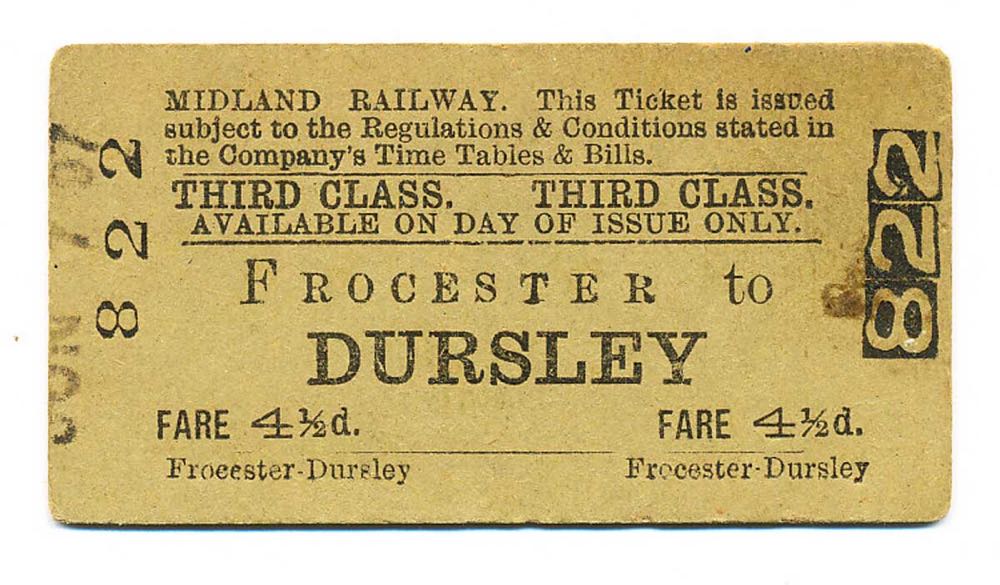 MIDLAND RAILWAY. This Ticket is issued
subject to the Regulations & Conditions stated in
the Company's Time Tables & Bills.
THIRD CLASS. THIRD CLASS.
AVAILABLE ON DAY OF ISSUE ONLY.
FROCESTER to
DURSLEY
FARE 4½d. FARE 4½d.
Frocester-Dursley Frocester-Dursley
822
822